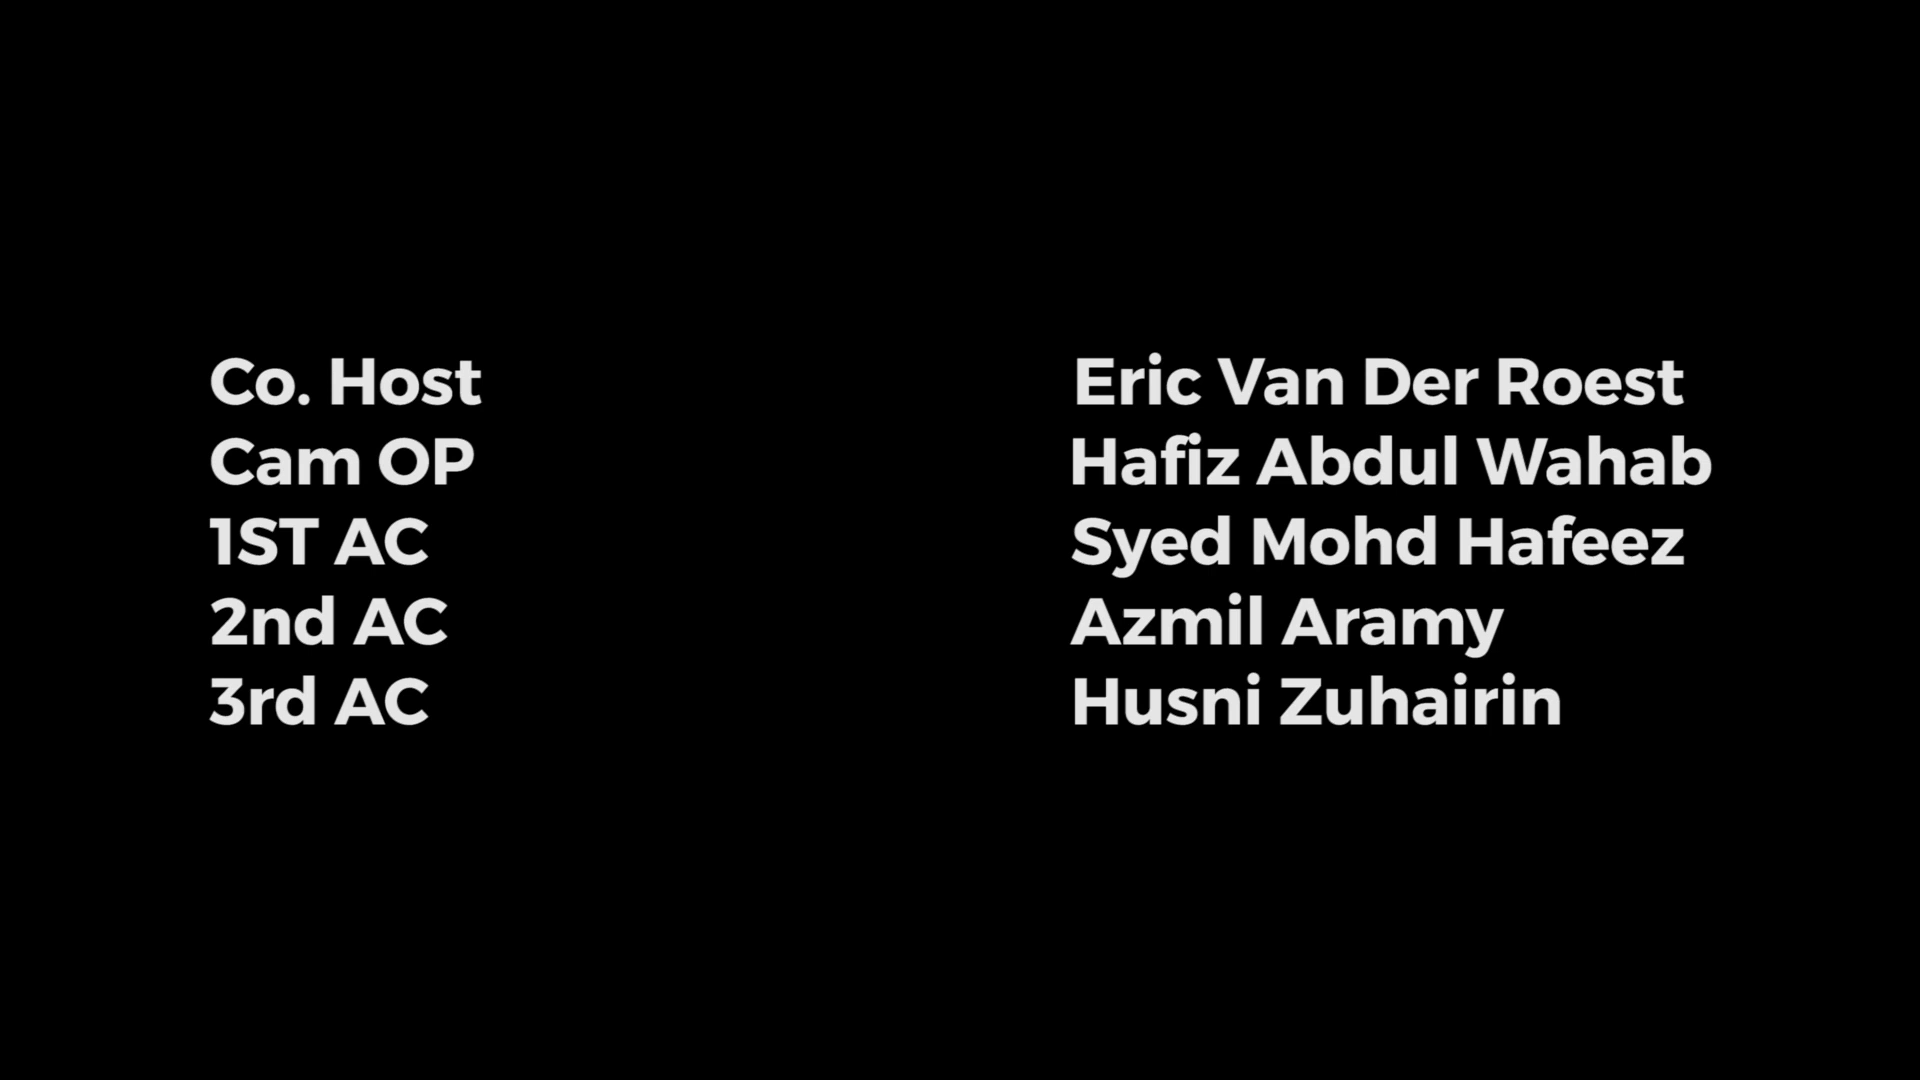 Co. Host Eric Van Der Roest
Cam OP Hafiz Abdul Wahab
1ST AC Syed Mohd Hafeez
2nd AC Azmil Aramy
3rd AC Husni Zuhairin